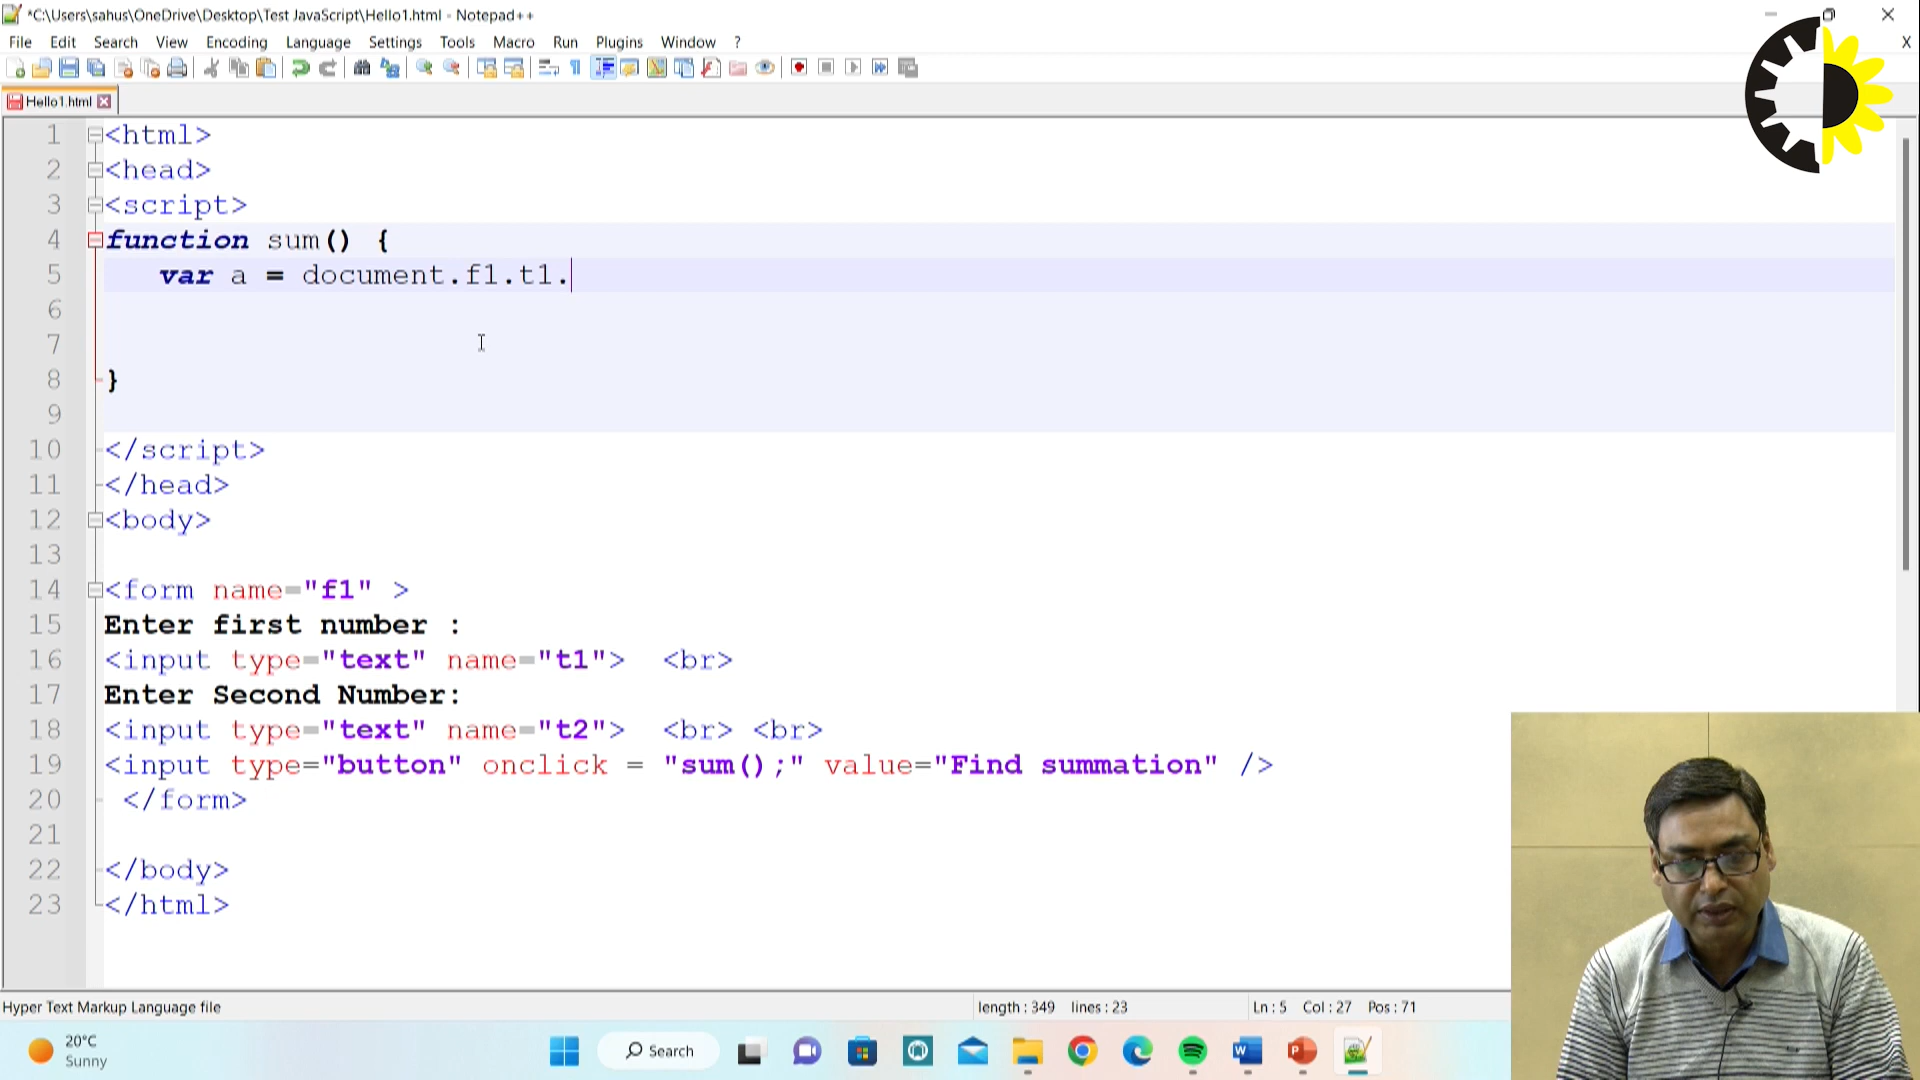 *C:\Users\sahus\OneDrive\Desktop\Test JavaScript\Hello1.html - Notepad++
File Edit Search View Encoding Language Settings Tools Macro Run Plugins Window ? X
Hello1.html
1 <html>
2 <head>
3 <script>
4 function sum() {
5 var a = document.f1.t1.
6
7
8 }
9
10 </script>
11 </head>
12 <body>
13
14 <form name="f1" >
15 Enter first number :
16 <input type="text" name="t1"> <br>
17 Enter Second Number:
18 <input type="text" name="t2"> <br> <br>
19 <input type="button" onclick = "sum();" value="Find summation" />
20 </form>
21
22 </body>
23 </html>
Hyper Text Markup Language file length : 349 lines : 23 Ln : 5 Col : 27 Pos : 71
20°C
Sunny
Search